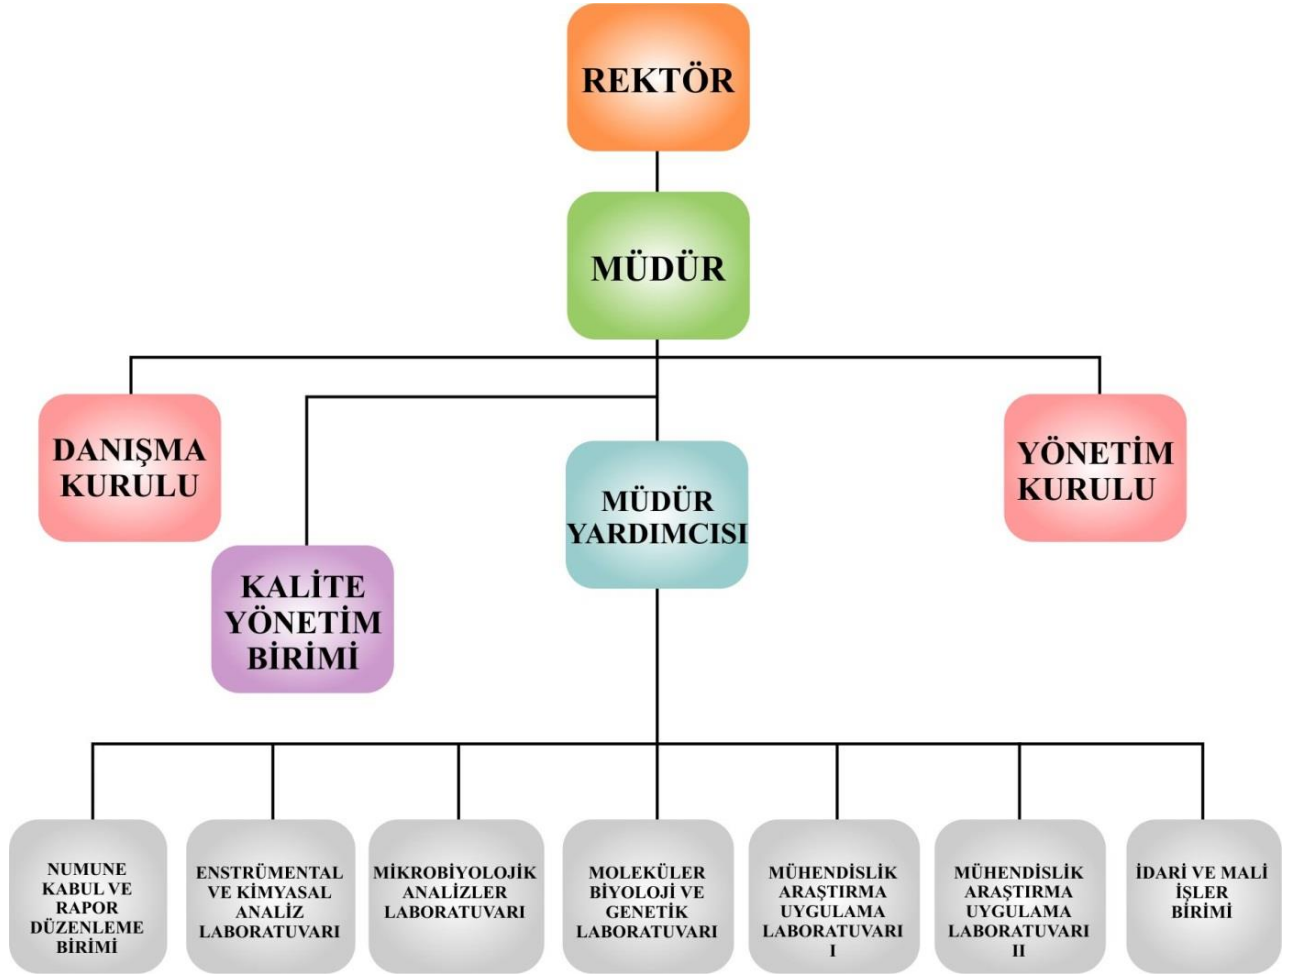 REKTÖR
MÜDÜR
DANIŞMA
KURULU
YÖNETİM
KURULU
MÜDÜR
YARDIMCISI
KALİTE
YÖNETİM
BİRİMİ
NUMUNE
KABUL VE
RAPOR
DÜZENLEME
BİRİMİ
ENSTRÜMENTAL
VE KİMYASAL
ANALİZ
LABORATUVARI
MİKROBİYOLOJİK
ANALİZLER
LABORATUVARI
MOLEKÜLER
BİYOLOJİ VE
GENETİK
LABORATUVARI
MÜHENDİSLİK
ARAŞTIRMA
UYGULAMA
LABORATUVARI
I
MÜHENDİSLİK
ARAŞTIRMA
UYGULAMA
LABORATUVARI
II
İDARİ VE MALİ
İŞLER
BİRİMİ